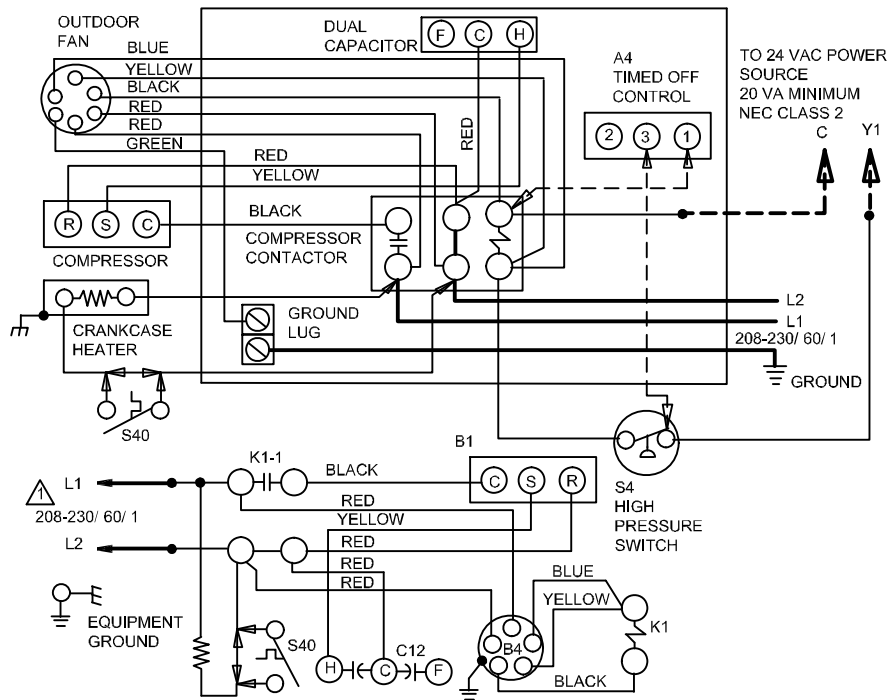 OUTDOOR
FAN
BLUE
YELLOW
BLACK
RED
RED
GREEN
RED
YELLOW
DUAL
CAPACITOR
F C H
RED
A4
TIMED OFF
CONTROL
2 3 1
TO 24 VAC POWER
SOURCE
20 VA MINIMUM
NEC CLASS 2
C Y1
R S C
COMPRESSOR
BLACK
COMPRESSOR
CONTACTOR
CRANKCASE
HEATER
GROUND
LUG
L2
L1
208-230/ 60/ 1
GROUND
S40
S4
HIGH
PRESSURE
SWITCH
B1
C S R
K1-1
BLACK
RED
YELLOW
RED
RED
RED
1
L1
208-230/ 60/ 1
L2
EQUIPMENT
GROUND
S40
C12
H C F
B4
BLUE
YELLOW
K1
BLACK